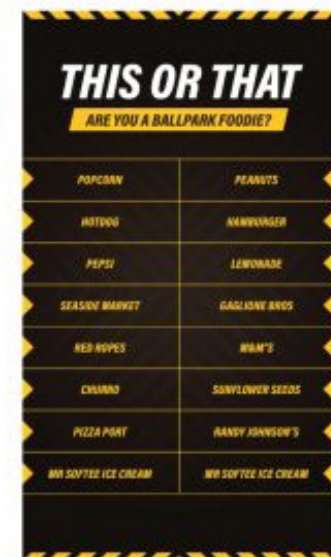 THIS OR THAT
ARE YOU A BALLPARK FOODIE?
POPCORN PEANUTS
HOTDOG HAMBURGER
PEPSI LEMONADE
SEASIDE MARKET GAGLIONE BROS
RED ROPES M&M'S
CHURRO SUNFLOWER SEEDS
PIZZA PORT RANDY JOHNSON'S
MR SOFTEE ICE CREAM MR SOFTEE ICE CREAM